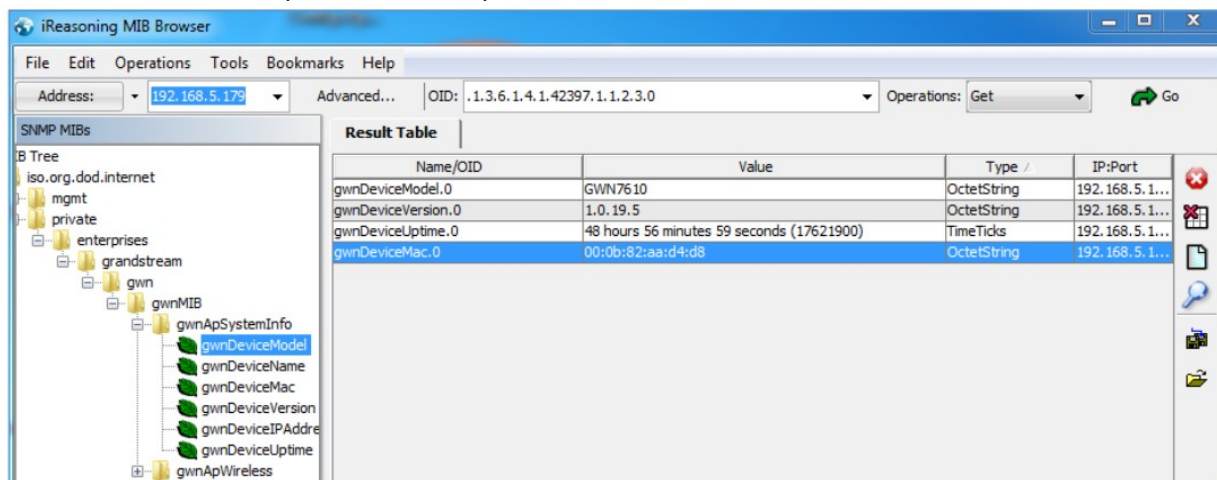 iReasoning MIB Browser
File Edit Operations Tools Bookmarks Help
Address: 192.168.5.179 Advanced... OID: .1.3.6.1.4.1.42397.1.1.2.3.0 Operations: Get Go
SNMP MIBs
IB Tree
iso.org.dod.internet
mgmt
private
enterprises
grandstream
gwn
gwnMIB
gwnApSystemInfo
gwnDeviceModel
gwnDeviceName
gwnDeviceMac
gwnDeviceVersion
gwnDeviceIPAddre
gwnDeviceUptime
gwnApWireless
Result Table
Name/OID Value Type IP:Port
gwnDeviceModel.0 GWN7610 OctetString 192.168.5.1...
gwnDeviceVersion.0 1.0.19.5 OctetString 192.168.5.1...
gwnDeviceUptime.0 48 hours 56 minutes 59 seconds (17621900) TimeTicks 192.168.5.1...
gwnDeviceMac.0 00:0b:82:aa:d4:d8 OctetString 192.168.5.1...